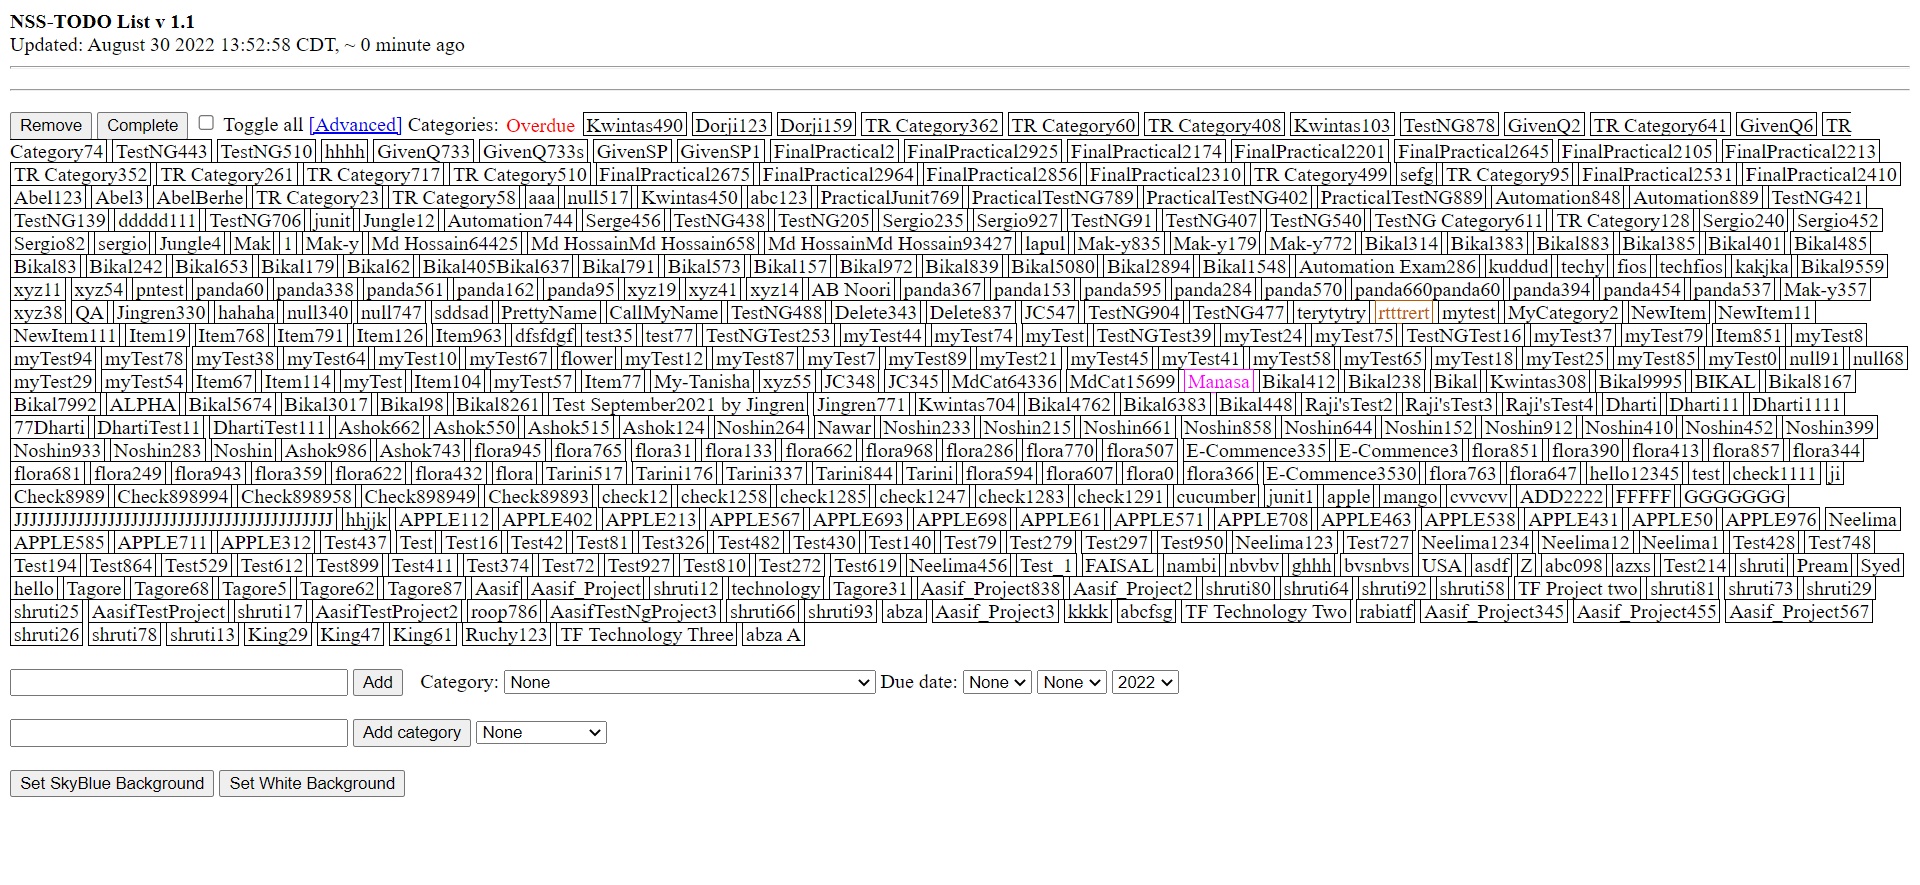 NSS-TODO List v 1.1
Updated: August 30 2022 13:52:58 CDT, ~ 0 minute ago
Remove Complete Toggle all [Advanced] Categories: Overdue Kwintas490 Dorji123 Dorji159 TR Category362 TR Category60 TR Category408 Kwintas103 TestNG878 GivenQ2 TR Category641 GivenQ6 TR
Category74 TestNG443 TestNG510 hhhh GivenQ733 GivenQ733s GivenSP GivenSP1 FinalPractical2 FinalPractical2925 FinalPractical2174 FinalPractical2201 FinalPractical2645 FinalPractical2105 FinalPractical2213
TR Category352 TR Category261 TR Category717 TR Category510 FinalPractical2675 FinalPractical2964 FinalPractical2856 FinalPractical2310 TR Category499 sefg TR Category95 FinalPractical2531 FinalPractical2410
Abel123 Abel3 AbelBerhe TR Category23 TR Category58 aaa null517 Kwintas450 abc123 PracticalJunit769 PracticalTestNG789 PracticalTestNG402 PracticalTestNG889 Automation848 Automation889 TestNG421
TestNG139 ddddd111 TestNG706 junit Jungle12 Automation744 Serge456 TestNG438 TestNG205 Sergio235 Sergio927 TestNG91 TestNG407 TestNG540 TestNG Category611 TR Category128 Sergio240 Sergio452
Sergio82 sergio Jungle4 Mak 1 Mak-y Md Hossain64425 Md HossainMd Hossain658 Md HossainMd Hossain93427 lapul Mak-y835 Mak-y179 Mak-y772 Bikal314 Bikal383 Bikal883 Bikal385 Bikal401 Bikal485
Bikal83 Bikal242 Bikal653 Bikal179 Bikal62 Bikal405Bikal637 Bikal791 Bikal573 Bikal157 Bikal972 Bikal839 Bikal5080 Bikal2894 Bikal1548 Automation Exam286 kuddud techy fios techfios kakjka Bikal9559
xyz11 xyz54 pntest panda60 panda338 panda561 panda162 panda95 xyz19 xyz41 xyz14 AB Noori panda367 panda153 panda595 panda284 panda570 panda660panda60 panda394 panda454 panda537 Mak-y357
xyz38 QA Jingren330 hahaha null340 null747 sddsad PrettyName CallMyName TestNG488 Delete343 Delete837 JC547 TestNG904 TestNG477 terytytry rtttrert mytest MyCategory2 NewItem NewItem11
NewItem111 Item19 Item768 Item791 Item126 Item963 dfsfdgf test35 test77 TestNGTest253 myTest44 myTest74 myTest TestNGTest39 myTest24 myTest75 TestNGTest16 myTest37 myTest79 Item851 myTest8
myTest94 myTest78 myTest38 myTest64 myTest10 myTest67 flower myTest12 myTest87 myTest7 myTest89 myTest21 myTest45 myTest41 myTest58 myTest65 myTest18 myTest25 myTest85 myTest0 null91 null68
myTest29 myTest54 Item67 Item114 myTest Item104 myTest57 Item77 My-Tanisha xyz55 JC348 JC345 MdCat64336 MdCat15699 Manasa Bikal412 Bikal238 Bikal Kwintas308 Bikal9995 BIKAL Bikal8167
Bikal7992 ALPHA Bikal5674 Bikal3017 Bikal98 Bikal8261 Test September2021 by Jingren Jingren771 Kwintas704 Bikal4762 Bikal6383 Bikal448 Raji'sTest2 Raji'sTest3 Raji'sTest4 Dharti Dharti11 Dharti1111
77Dharti DhartiTest11 DhartiTest111 Ashok662 Ashok550 Ashok515 Ashok124 Noshin264 Nawar Noshin233 Noshin215 Noshin661 Noshin858 Noshin644 Noshin152 Noshin912 Noshin410 Noshin452 Noshin399
Noshin933 Noshin283 Noshin Ashok986 Ashok743 flora945 flora765 flora31 flora133 flora662 flora968 flora286 flora770 flora507 E-Commence335 E-Commence3 flora851 flora390 flora413 flora857 flora344
flora681 flora249 flora943 flora359 flora622 flora432 flora Tarini517 Tarini176 Tarini337 Tarini844 Tarini flora594 flora607 flora0 flora366 E-Commence3530 flora763 flora647 hello12345 test check1111 ji
Check8989 Check898994 Check898958 Check898949 Check89893 check12 check1258 check1285 check1247 check1283 check1291 cucumber junit1 apple mango cvvcvv ADD2222 FFFFF GGGGGGG
JJJJJJJJJJJJJJJJJJJJJJJJJJJJJJJJJJJJJJJJJ hhjjk APPLE112 APPLE402 APPLE213 APPLE567 APPLE693 APPLE698 APPLE61 APPLE571 APPLE708 APPLE463 APPLE538 APPLE431 APPLE50 APPLE976 Neelima
APPLE585 APPLE711 APPLE312 Test437 Test Test16 Test42 Test81 Test326 Test482 Test430 Test140 Test79 Test279 Test297 Test950 Neelima123 Test727 Neelima1234 Neelima12 Neelima1 Test428 Test748
Test194 Test864 Test529 Test612 Test899 Test411 Test374 Test72 Test927 Test810 Test272 Test619 Neelima456 Test_1 FAISAL nambi nbvbv ghhh bvsnbvs USA asdf Z abc098 azxs Test214 shruti Pream Syed
hello Tagore Tagore68 Tagore5 Tagore62 Tagore87 Aasif Aasif_Project shruti12 technology Tagore31 Aasif_Project838 Aasif_Project2 shruti80 shruti64 shruti92 shruti58 TF Project two shruti81 shruti73 shruti29
shruti25 AasifTestProject shruti17 AasifTestProject2 roop786 AasifTestNgProject3 shruti66 shruti93 abza Aasif_Project3 kkkk abcfsg TF Technology Two rabiatf Aasif_Project345 Aasif_Project455 Aasif_Project567
shruti26 shruti78 shruti13 King29 King47 King61 Ruchy123 TF Technology Three abza A
Add Category: None Due date: None None 2022
Add category None
Set SkyBlue Background Set White Background